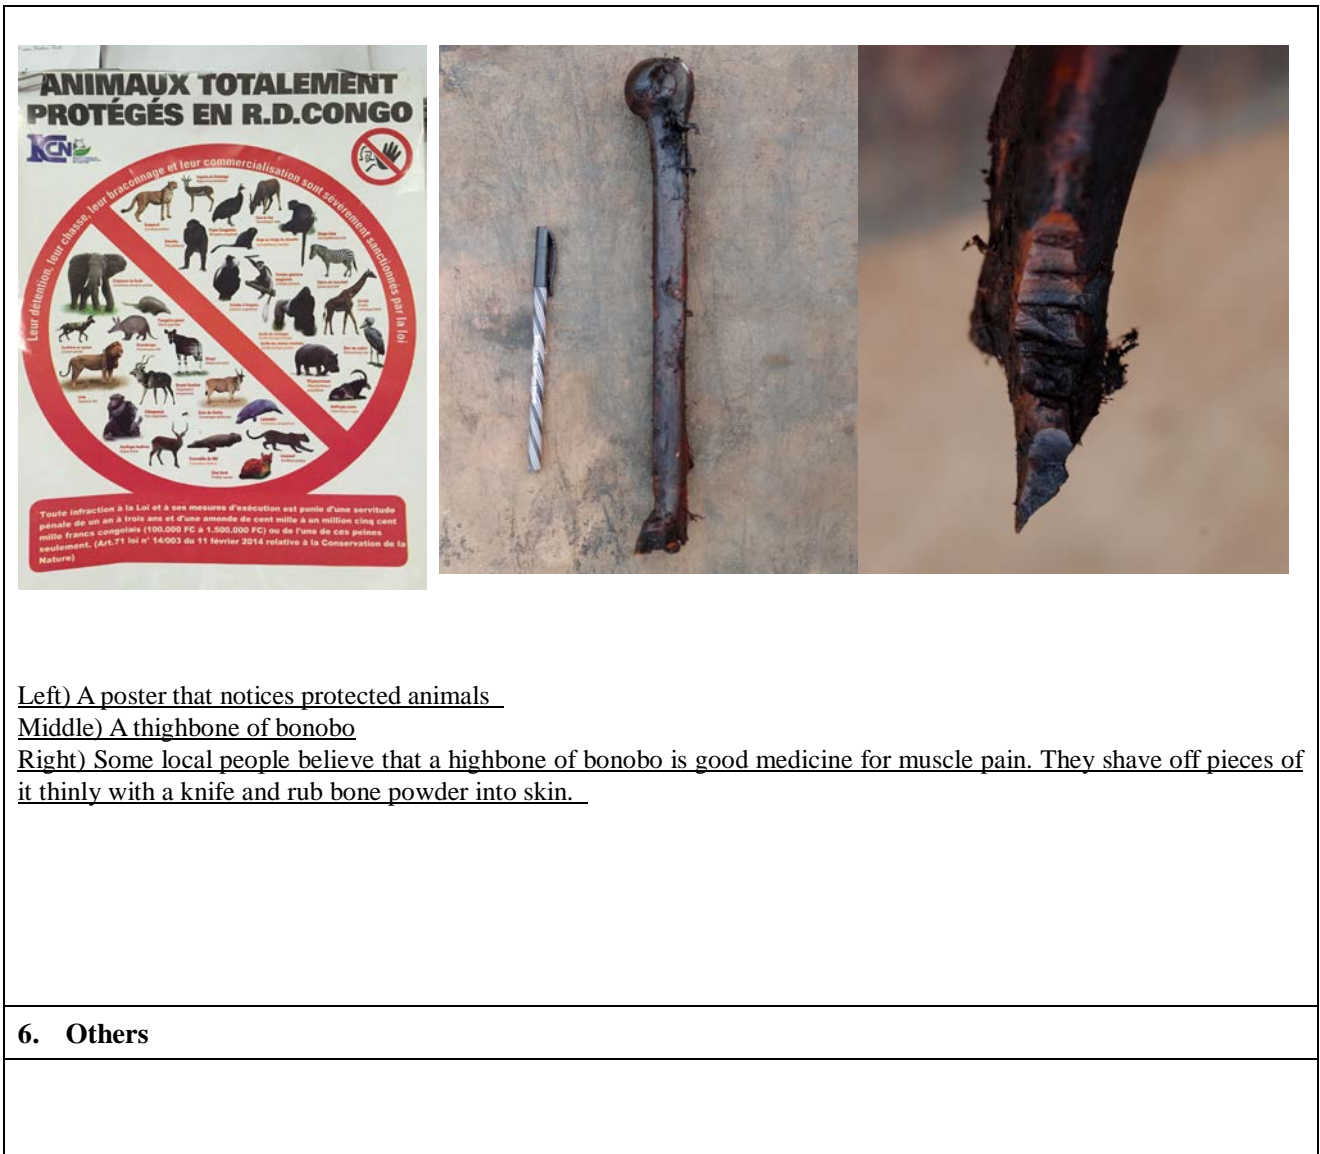 ANIMAUX TOTALEMENT
PROTÉGÉS EN R.D.CONGO
ICCN
Leur détention, leur chasse, leur braconnage et leur commercialisation sont sévèrement sanctionnés par la loi
Toute infraction à la Loi et à ses mesures d'exécution est punie d'une servitude
pénale de un an à trois ans et d'une amende de cent mille à un million cinq cent
mille francs congolais (100.000 FC à 1.500.000 FC) ou de l'une de ces peines
seulement. (Art.71 loi n° 14/003 du 11 février 2014 relative à la Conservation de la
Nature)
Left) A poster that notices protected animals
Middle) A thighbone of bonobo
Right) Some local people believe that a highbone of bonobo is good medicine for muscle pain. They shave off pieces of
it thinly with a knife and rub bone powder into skin.
6. Others